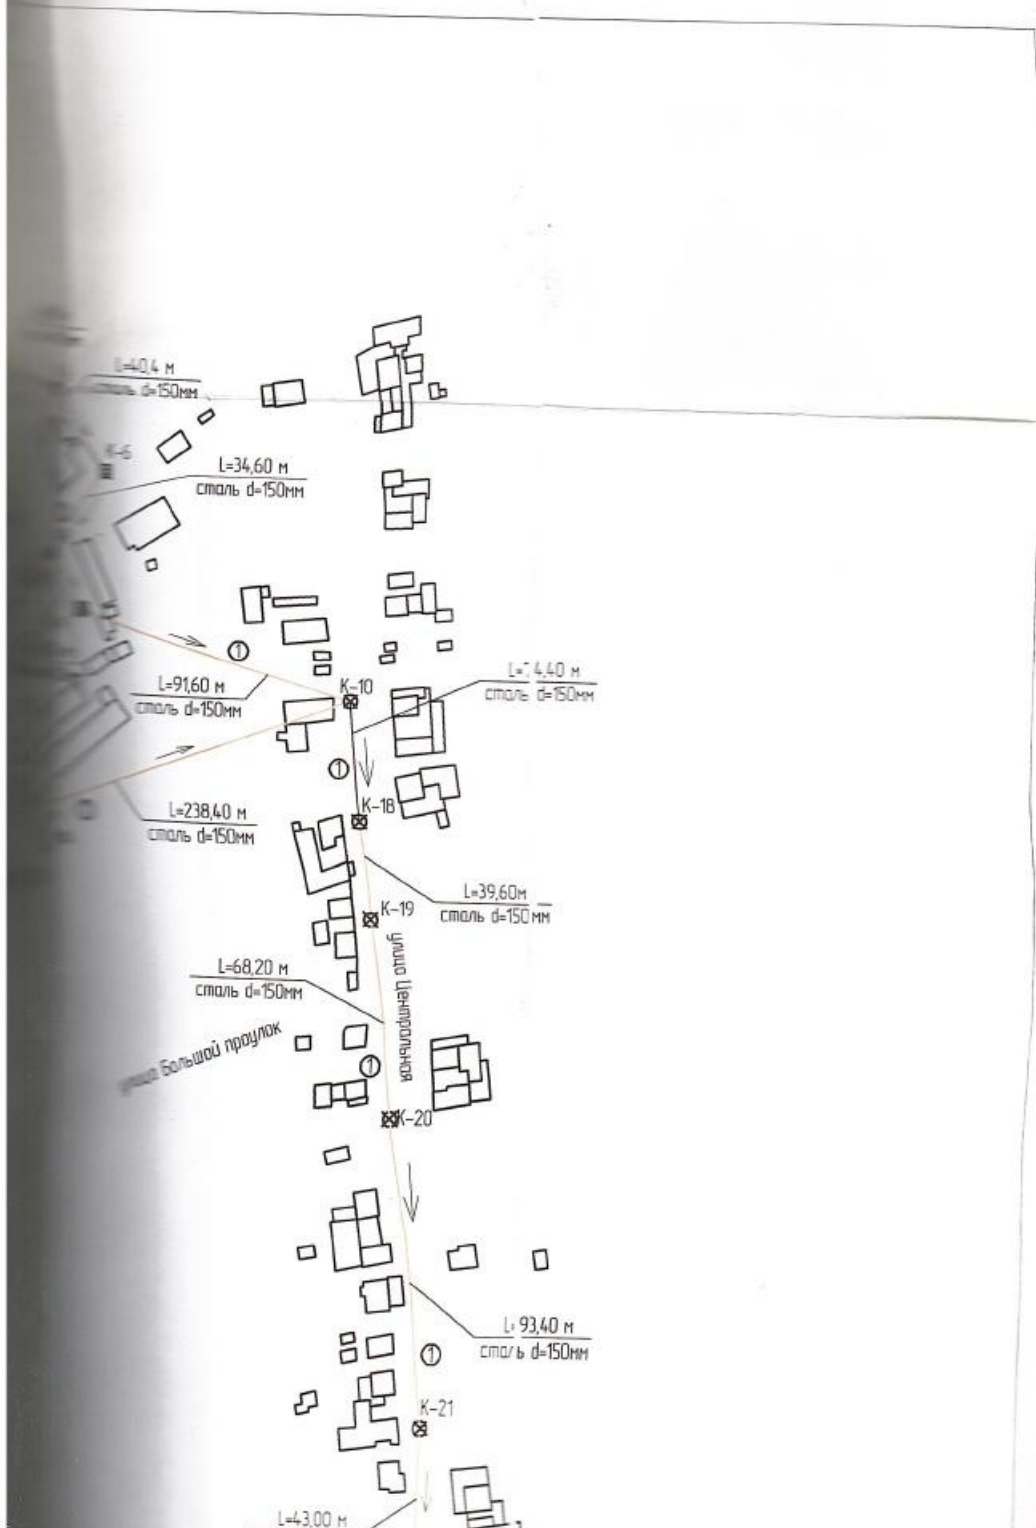 L=40,4 м
сталь d=150мм
К-6
L=34,60 м
сталь d=150мм
1
L=91,60 м
сталь d=150мм
К-10
4,40 м
сталь d=150мм
1
К-18
L=238,40 м
сталь d=150мм
L=39,60м
сталь d=150 мм
К-19
улица Центральная
L=68,20 м
сталь d=150мм
улица Большой проулок
1
К-20
L= 93,40 м
сталь d=150мм
1
К-21
L=43,00 м